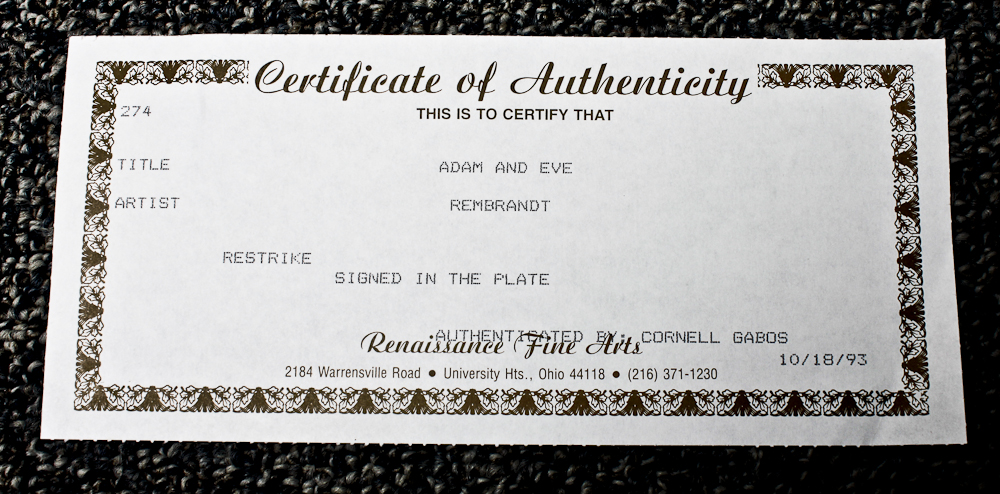 Certificate of Authenticity
THIS IS TO CERTIFY THAT
274
TITLE ADAM AND EVE
ARTIST REMBRANDT
RESTRIKE
SIGNED IN THE PLATE
AUTHENTICATED BY: CORNELL GABOS
Renaissance Fine Arts
10/18/93
2184 Warrensville Road ● University Hts., Ohio 44118 ● (216) 371-1230